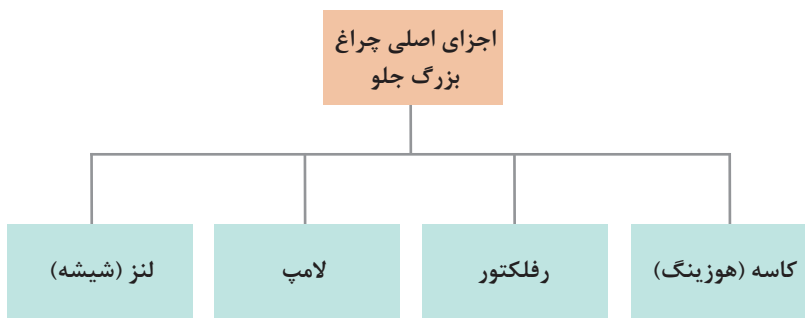 اجزای اصلی چراغ
بزرگ جلو
کاسه (هوزینگ)
رفلکتور
لامپ
لنز (شیشه)